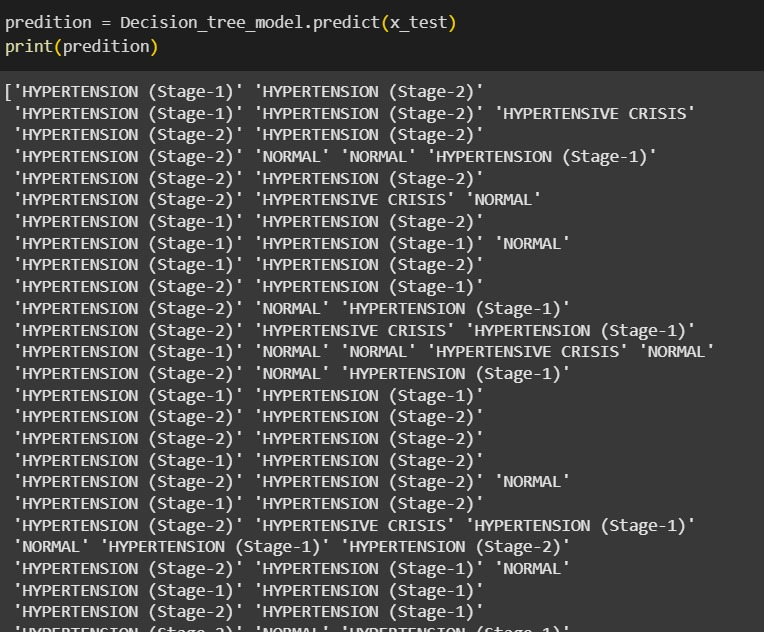 predition = Decision_tree_model.predict(x_test)
print(predition)
['HYPERTENSION (Stage-1)' 'HYPERTENSION (Stage-2)'
'HYPERTENSION (Stage-1)' 'HYPERTENSION (Stage-2)' 'HYPERTENSIVE CRISIS'
'HYPERTENSION (Stage-2)' 'HYPERTENSION (Stage-2)'
'HYPERTENSION (Stage-2)' 'NORMAL' 'NORMAL' 'HYPERTENSION (Stage-1)'
'HYPERTENSION (Stage-2)' 'HYPERTENSION (Stage-2)'
'HYPERTENSION (Stage-2)' 'HYPERTENSIVE CRISIS' 'NORMAL'
'HYPERTENSION (Stage-1)' 'HYPERTENSION (Stage-2)'
'HYPERTENSION (Stage-1)' 'HYPERTENSION (Stage-1)' 'NORMAL'
'HYPERTENSION (Stage-1)' 'HYPERTENSION (Stage-2)'
'HYPERTENSION (Stage-2)' 'HYPERTENSION (Stage-1)'
'HYPERTENSION (Stage-2)' 'NORMAL' 'HYPERTENSION (Stage-1)'
'HYPERTENSION (Stage-2)' 'HYPERTENSIVE CRISIS' 'HYPERTENSION (Stage-1)'
'HYPERTENSION (Stage-1)' 'NORMAL' 'NORMAL' 'HYPERTENSIVE CRISIS' 'NORMAL'
'HYPERTENSION (Stage-2)' 'NORMAL' 'HYPERTENSION (Stage-1)'
'HYPERTENSION (Stage-1)' 'HYPERTENSION (Stage-1)'
'HYPERTENSION (Stage-2)' 'HYPERTENSION (Stage-2)'
'HYPERTENSION (Stage-2)' 'HYPERTENSION (Stage-2)'
'HYPERTENSION (Stage-1)' 'HYPERTENSION (Stage-2)'
'HYPERTENSION (Stage-2)' 'HYPERTENSION (Stage-2)' 'NORMAL'
'HYPERTENSION (Stage-1)' 'HYPERTENSION (Stage-2)'
'HYPERTENSION (Stage-2)' 'HYPERTENSIVE CRISIS' 'HYPERTENSION (Stage-1)'
'NORMAL' 'HYPERTENSION (Stage-1)' 'HYPERTENSION (Stage-2)'
'HYPERTENSION (Stage-2)' 'HYPERTENSION (Stage-1)' 'NORMAL'
'HYPERTENSION (Stage-1)' 'HYPERTENSION (Stage-1)'
'HYPERTENSION (Stage-2)' 'HYPERTENSION (Stage-1)'
'HYPERTENSION (Stage-2)' 'NORMAL' 'HYPERTENSION (Stage-1)'